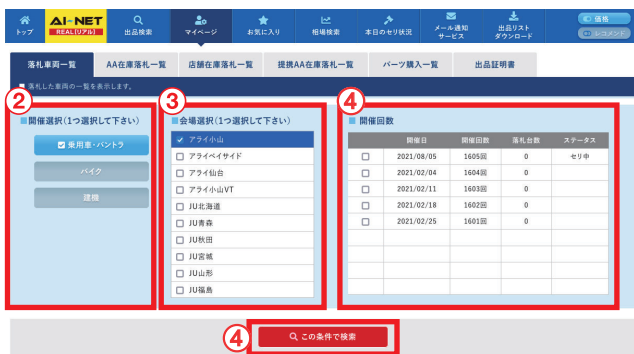 トップ
AI-NET
REAL[リアル]
出品検索
マイページ
お気に入り
相場検索
本日のセリ状況
メール通知
サービス
出品リスト
ダウンロード
価格
レコメンド
落札車両一覧
AA在庫落札一覧
店舗在庫落札一覧
提携AA在庫落札一覧
パーツ購入一覧
出品証明書
■ 落札した車両の一覧を表示します。
②
③
④
■開催選択(1つ選択して下さい)
乗用車・バントラ
バイク
建機
■会場選択(1つ選択して下さい)
アライ小山
アライベイサイド
アライ仙台
アライ小山VT
JU北海道
JU青森
JU秋田
JU宮城
JU山形
JU福島
■ 開催回数
開催日 開催回数 落札台数 ステータス
2021/08/05 1605回 0 セリ中
2021/02/04 1604回 0
2021/02/11 1603回 0
2021/02/18 1602回 0
2021/02/25 1601回 0
④
この条件で検索